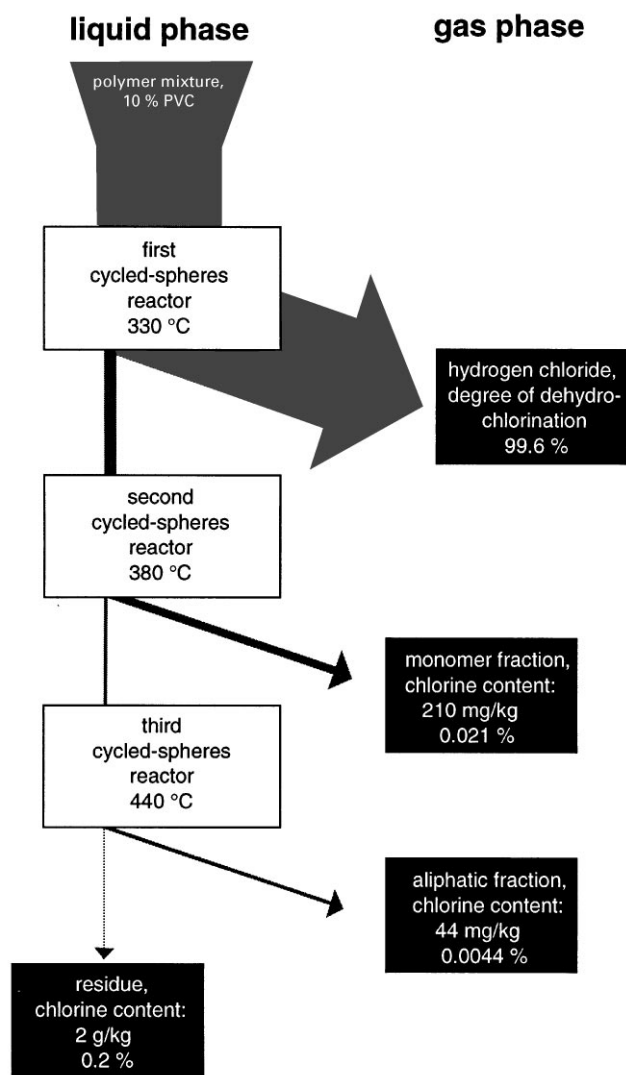 liquid phase
gas phase
polymer mixture,
10 % PVC
first
cycled-spheres
reactor
330 °C
hydrogen chloride,
degree of dehydro-
chlorination
99.6 %
second
cycled-spheres
reactor
380 °C
monomer fraction,
chlorine content:
210 mg/kg
0.021 %
third
cycled-spheres
reactor
440 °C
aliphatic fraction,
chlorine content:
44 mg/kg
0.0044 %
residue,
chlorine content:
2 g/kg
0.2 %